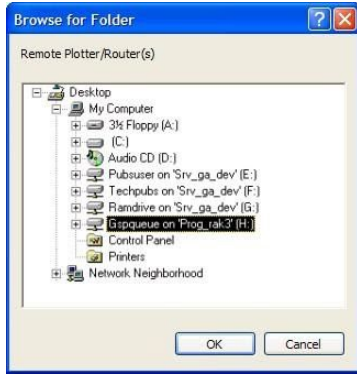 Browse for Folder
Remote Plotter/Router(s)
Desktop
My Computer
3½ Floppy (A:)
(C:)
Audio CD (D:)
Pubsuser on 'Srv_ga_dev' (E:)
Techpubs on 'Srv_ga_dev' (F:)
Ramdrive on 'Srv_ga_dev' (G:)
Gspqueue on 'Prog_rak3' (H:)
Control Panel
Printers
Network Neighborhood
OK Cancel